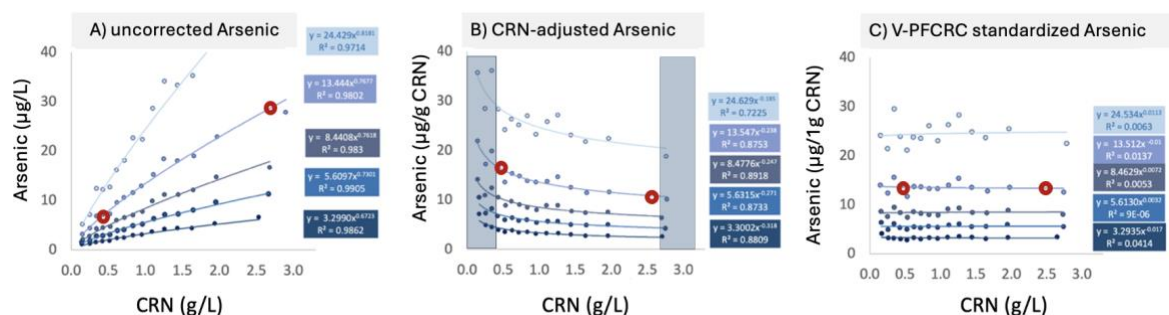 A) uncorrected Arsenic
Arsenic (µg/L)
40
30
20
10
0
0.0 0.5 1.0 1.5 2.0 2.5 3.0
CRN (g/L)
y = 24.429x^0.8181
R² = 0.9714
y = 13.444x^0.7677
R² = 0.9802
y = 8.4408x^0.7618
R² = 0.983
y = 5.6097x^0.7301
R² = 0.9905
y = 3.2990x^0.6723
R² = 0.9862
B) CRN-adjusted Arsenic
Arsenic (µg/g CRN)
40
30
20
10
0
0.0 0.5 1.0 1.5 2.0 2.5 3.0
CRN (g/L)
y = 24.629x^-0.185
R² = 0.7225
y = 13.547x^-0.238
R² = 0.8753
y = 8.4776x^-0.247
R² = 0.8918
y = 5.6315x^-0.271
R² = 0.8733
y = 3.3002x^-0.318
R² = 0.8809
C) V-PFCRC standardized Arsenic
Arsenic (µg/1g CRN)
40
30
20
10
0
0.0 0.5 1.0 1.5 2.0 2.5 3.0
CRN (g/L)
y = 24.534x^0.0113
R² = 0.0063
y = 13.512x^-0.01
R² = 0.0137
y = 8.4629x^0.0072
R² = 0.0053
y = 5.6130x^0.0032
R² = 9E-06
y = 3.2935x^-0.017
R² = 0.0414